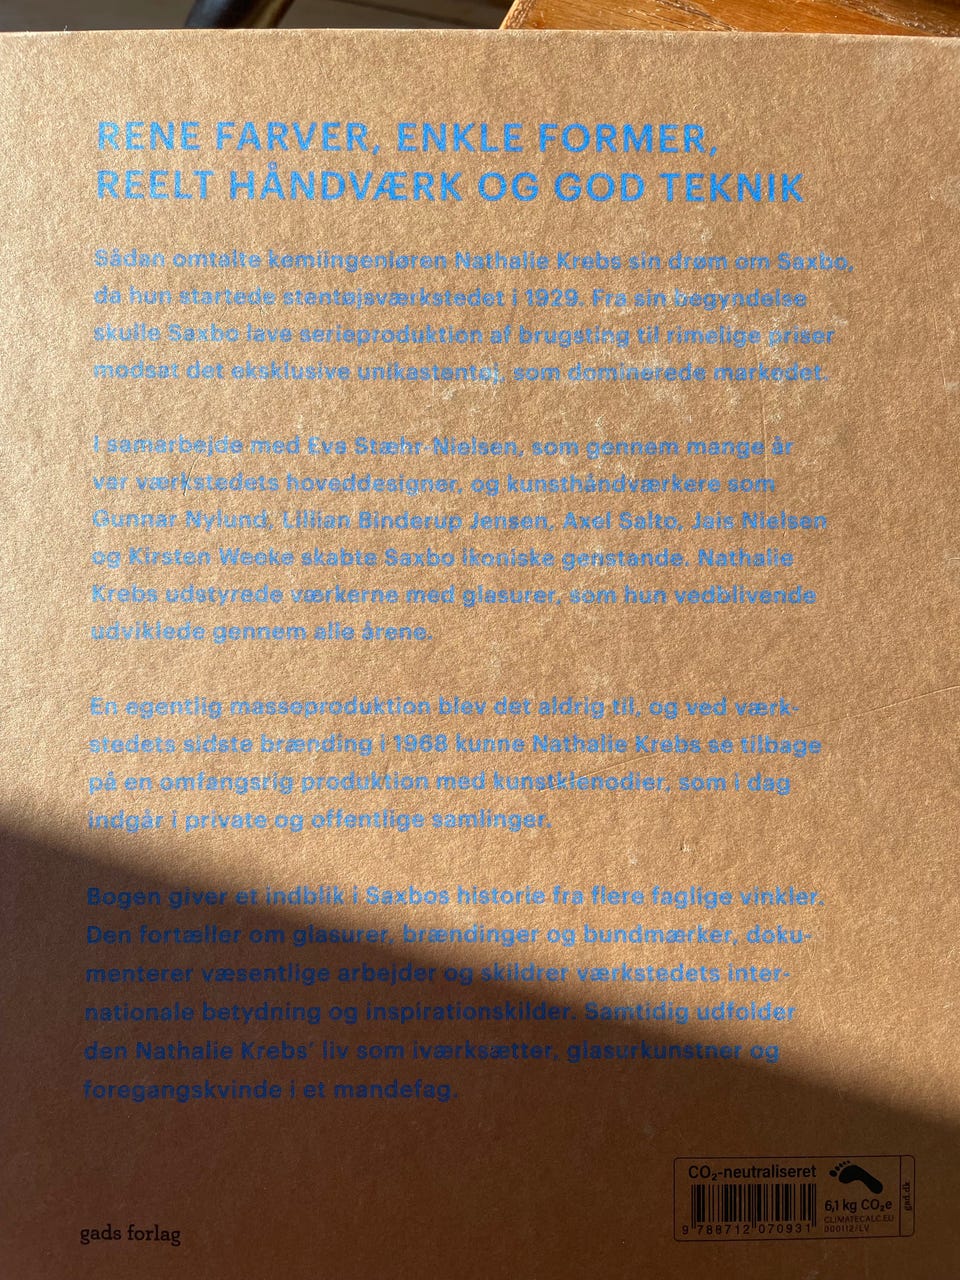 RENE FARVER, ENKLE FORMER,
REELT HÅNDVÆRK OG GOD TEKNIK
Sådan omtalte kemiingeniøren Nathalie Krebs sin drøm om Saxbo,
da hun startede stentøjsværkstedet i 1929. Fra sin begyndelse
skulle Saxbo lave serieproduktion af brugsting til rimelige priser
modsat det eksklusive unikastentøj, som dominerede markedet.
I samarbejde med Eva Stæhr-Nielsen, som gennem mange år
var værkstedets hoveddesigner, og kunsthåndværkere som
Gunnar Nylund, Lillian Binderup Jensen, Axel Salto, Jais Nielsen
og Kirsten Weeke skabte Saxbo ikoniske genstande. Nathalie
Krebs udstyrede værkerne med glasurer, som hun vedblivende
udviklede gennem alle årene.
En egentlig masseproduktion blev det aldrig til, og ved værk-
stedets sidste brænding i 1968 kunne Nathalie Krebs se tilbage
på en omfangsrig produktion med kunstklenodier, som i dag
indgår i private og offentlige samlinger.
Bogen giver et indblik i Saxbos historie fra flere faglige vinkler.
Den fortæller om glasurer, brændinger og bundmærker, doku-
menterer væsentlige arbejder og skildrer værkstedets inter-
nationale betydning og inspirationskilder. Samtidig udfolder
den Nathalie Krebs' liv som iværksætter, glasurkunstner og
foregangskvinde i et mandefag.
gads forlag
CO₂-neutraliseret
6,1 kg CO₂e
CLIMATECALC.EU
000112/LV
9 788712 070931
gad.dk